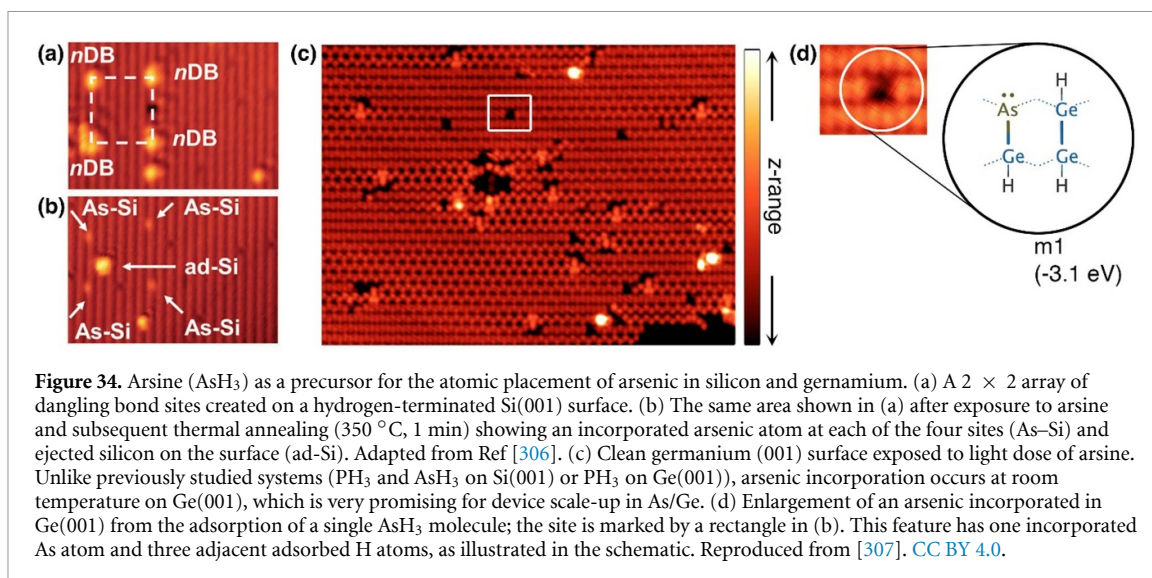 (a)
nDB
nDB
nDB
nDB
(b)
As-Si
As-Si
ad-Si
As-Si
As-Si
(c)
z-range
(d)
H
As
Ge
Ge
Ge
H
H
m1
(-3.1 eV)
Figure 34. Arsine (AsH₃) as a precursor for the atomic placement of arsenic in silicon and gernamium. (a) A 2 × 2 array of
dangling bond sites created on a hydrogen-terminated Si(001) surface. (b) The same area shown in (a) after exposure to arsine
and subsequent thermal annealing (350 °C, 1 min) showing an incorporated arsenic atom at each of the four sites (As–Si) and
ejected silicon on the surface (ad-Si). Adapted from Ref [306]. (c) Clean germanium (001) surface exposed to light dose of arsine.
Unlike previously studied systems (PH₃ and AsH₃ on Si(001) or PH₃ on Ge(001)), arsenic incorporation occurs at room
temperature on Ge(001), which is very promising for device scale-up in As/Ge. (d) Enlargement of an arsenic incorporated in
Ge(001) from the adsorption of a single AsH₃ molecule; the site is marked by a rectangle in (b). This feature has one incorporated
As atom and three adjacent adsorbed H atoms, as illustrated in the schematic. Reproduced from [307]. CC BY 4.0.